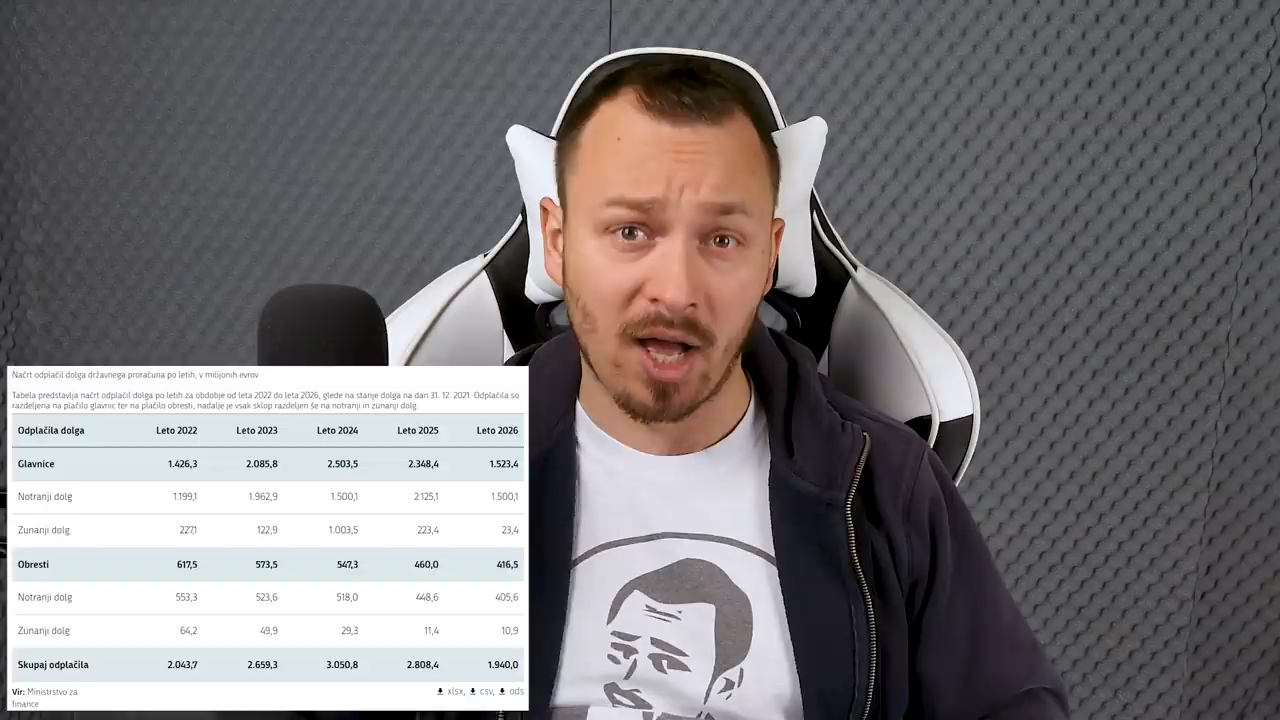 Načrt odplačil dolga državnega proračuna po letih, v milijonih evrov
Tabela predstavlja načrt odplačil dolga po letih za obdobje od leta 2022 do leta 2026, glede na stanje dolga na dan 31. 12. 2021. Odplačila so
razdeljena na plačilo glavnic ter na plačilo obresti, nadalje je vsak sklop razdeljen še na notranji in zunanji dolg.
Odplačila dolga Leto 2022 Leto 2023 Leto 2024 Leto 2025 Leto 2026
Glavnice 1.426,3 2.085,8 2.503,5 2.348,4 1.523,4
Notranji dolg 1.199,1 1.962,9 1.500,1 2.125,1 1.500,1
Zunanji dolg 227,1 122,9 1.003,5 223,4 23,4
Obresti 617,5 573,5 547,3 460,0 416,5
Notranji dolg 553,3 523,6 518,0 448,6 405,6
Zunanji dolg 64,2 49,9 29,3 11,4 10,9
Skupaj odplačila 2.043,7 2.659,3 3.050,8 2.808,4 1.940,0
Vir: Ministrstvo za
finance
xlsx, csv, ods